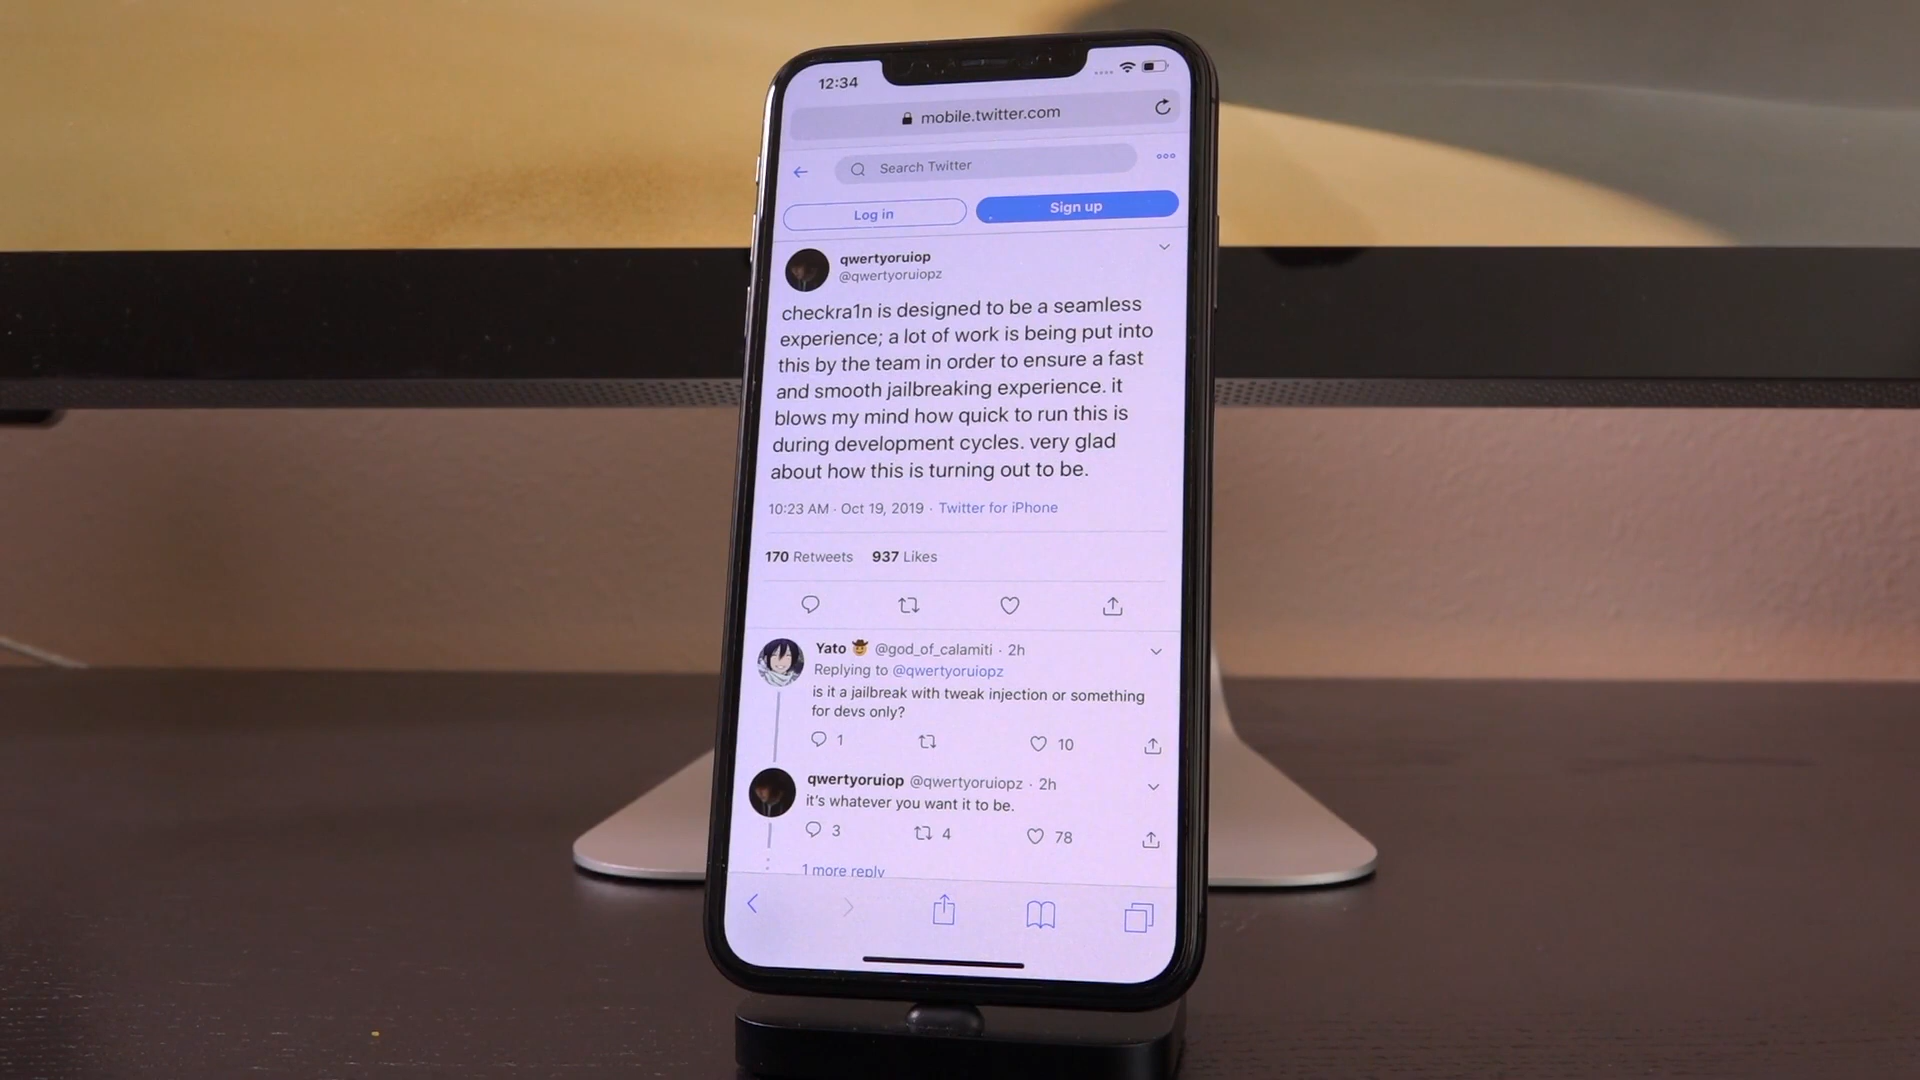 12:34
mobile.twitter.com
Search Twitter
Log in
Sign up
qwertyoruiop
@qwertyoruiopz
checkra1n is designed to be a seamless
experience; a lot of work is being put into
this by the team in order to ensure a fast
and smooth jailbreaking experience. it
blows my mind how quick to run this is
during development cycles. very glad
about how this is turning out to be.
10:23 AM · Oct 19, 2019 · Twitter for iPhone
170 Retweets 937 Likes
Yato 🤠 @god_of_calamiti · 2h
Replying to @qwertyoruiopz
is it a jailbreak with tweak injection or something
for devs only?
1 10
qwertyoruiop @qwertyoruiopz · 2h
it's whatever you want it to be.
3 4 78
1 more reply